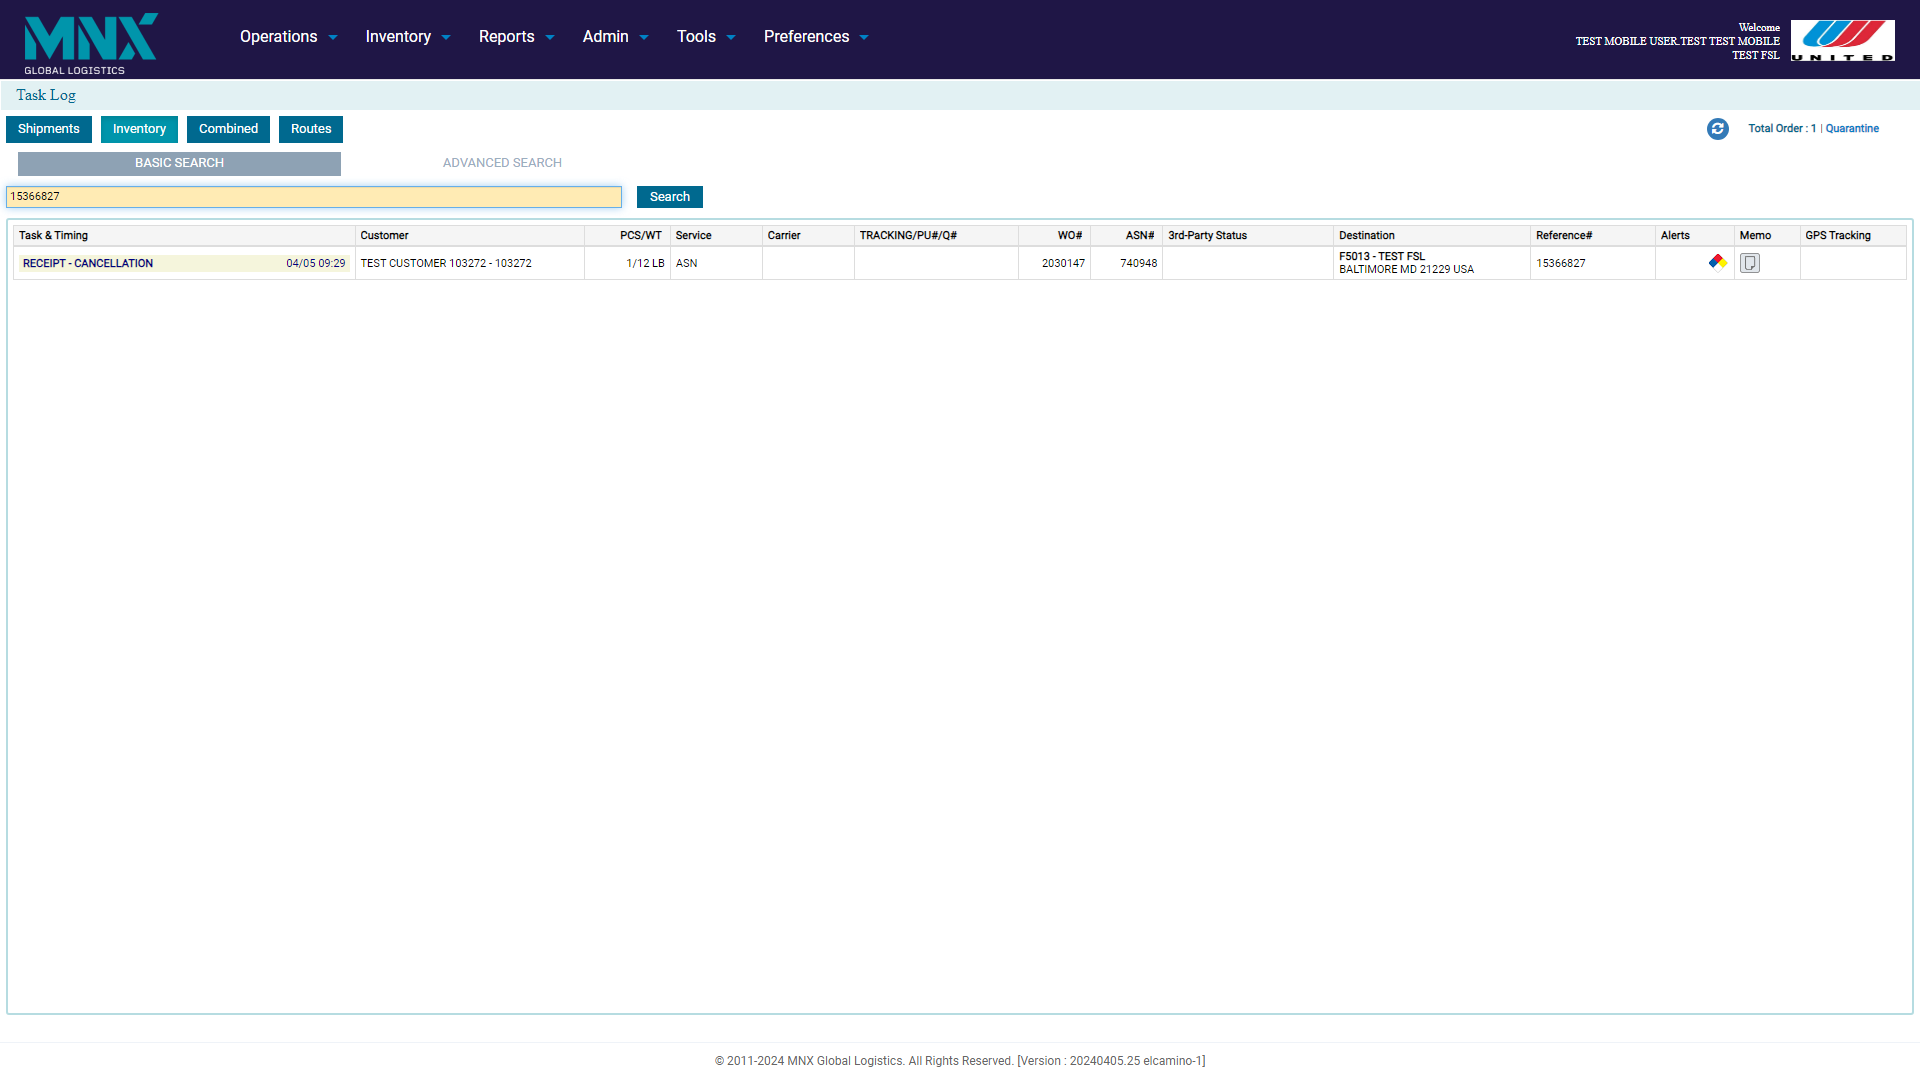 MNX
GLOBAL LOGISTICS
Operations Inventory Reports Admin Tools Preferences
Welcome
TEST MOBILE USER.TEST TEST MOBILE
TEST FSL
UNITED
Task Log
Shipments Inventory Combined Routes
Total Order : 1 | Quarantine
BASIC SEARCH ADVANCED SEARCH
15366827 Search
Task & Timing Customer PCS/WT Service Carrier TRACKING/PU#/Q# WO# ASN# 3rd-Party Status Destination Reference# Alerts Memo GPS Tracking
RECEIPT - CANCELLATION 04/05 09:29 TEST CUSTOMER 103272 - 103272 1/12 LB ASN 2030147 740948 F5013 - TEST FSL 15366827
BALTIMORE MD 21229 USA
© 2011-2024 MNX Global Logistics. All Rights Reserved. [Version : 20240405.25 elcamino-1]